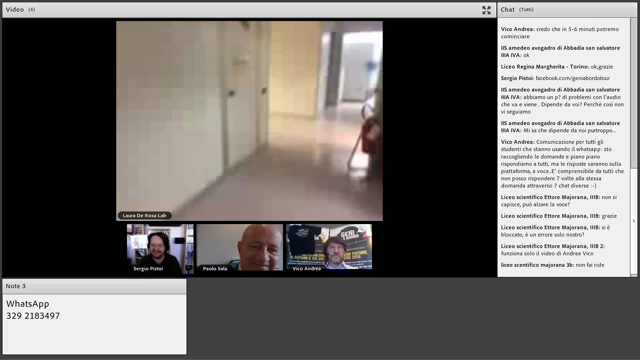 Video (4)
Laura De Rosa Lab
Sergio Pistoi
Paolo Sala
Vico Andrea
Note 3
WhatsApp
329 2183497
Chat (Tutti)
Vico Andrea: credo che in 5-6 minuti potremo
cominciare
IIS amedeo avogadro di Abbadia san salvatore
IIIA IVA: ok
Liceo Regina Margherita - Torino: ok,grazie
Sergio Pistoi: facebook.com/geniabordotour
IIS amedeo avogadro di Abbadia san salvatore
IIIA IVA: abbiamo un p? di problemi con l'audio
che va e viene . Dipende da voi? Perchè così non
vi seguiamo
IIS amedeo avogadro di Abbadia san salvatore
IIIA IVA: Mi sa che dipende da noi purtroppo...
Vico Andrea: Comunicazione per tutti gli
studenti che stanno usando il whatsapp: sto
raccogliendo le domande e piano piano
rispondiamo a tutti, ma le risposte saranno sulla
piattaforma, a voce..E' comprensibile da tutti che
non posso rispondere 7 volte alla stessa
domanda attraverso 7 chat diverse :-)
Liceo scientifico Ettore Majorana, IIIB: non si
capisce, può alzare la voce?
Liceo scientifico Ettore Majorana, IIIB: grazie
Liceo scientifico Ettore Majorana, IIIB: si è
bloccato, è un errore solo nostro?
Liceo scientifico Ettore Majorana, IIIB 2:
funziona solo il video di Andrea Vico
liceo scentifico majorana 3b: non fai ride